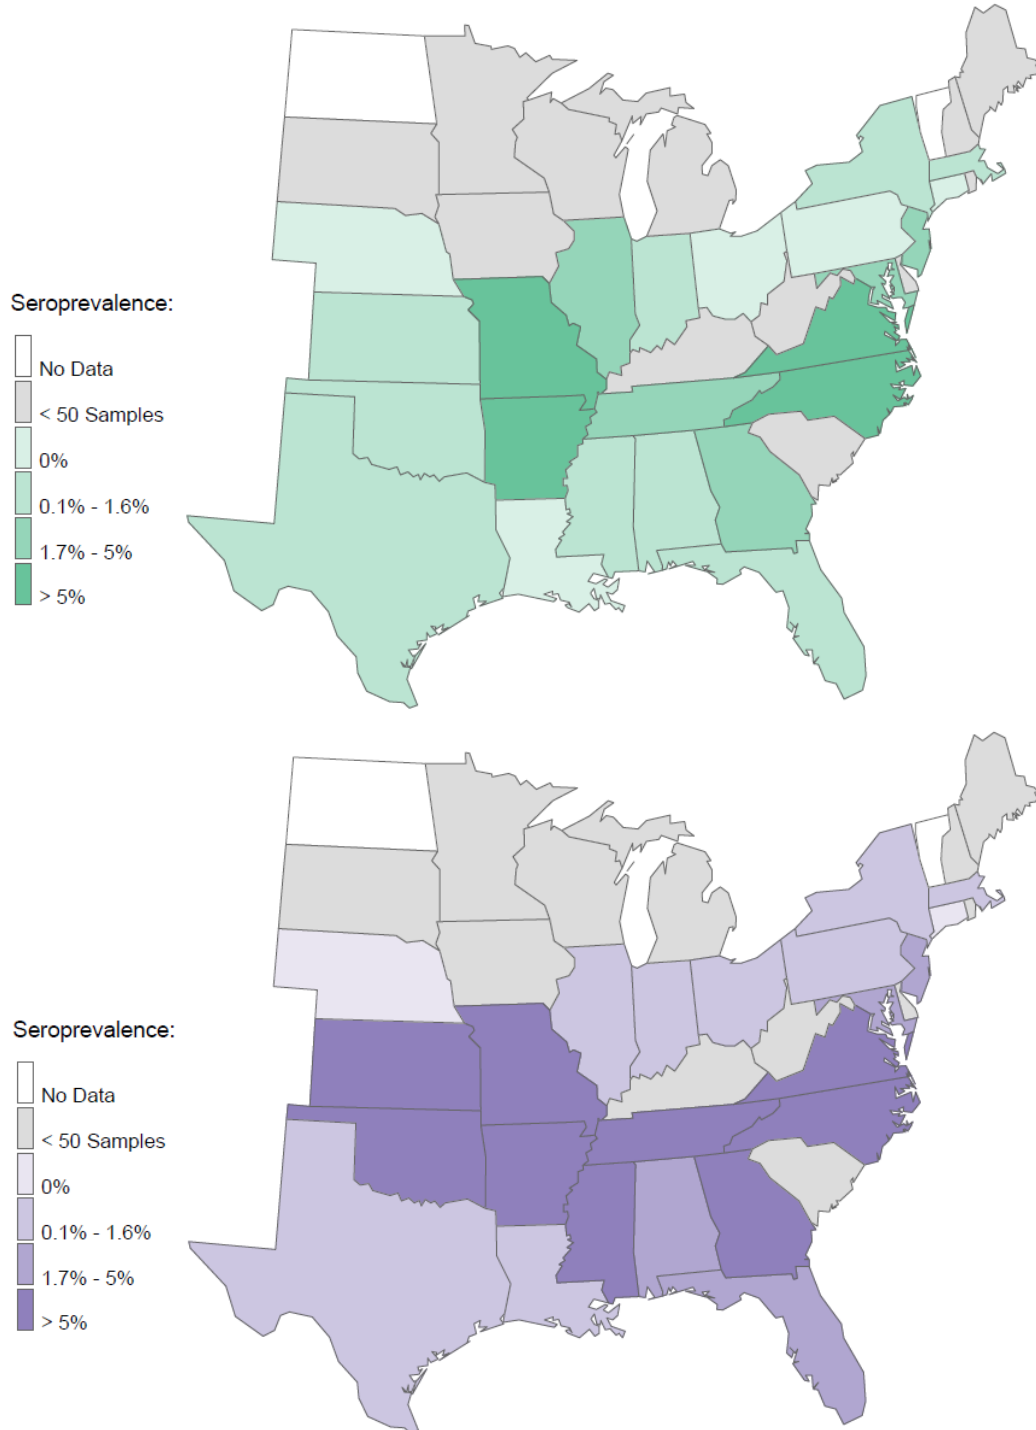 Seroprevalence:
No Data
< 50 Samples
0%
0.1% - 1.6%
1.7% - 5%
> 5%
Seroprevalence:
No Data
< 50 Samples
0%
0.1% - 1.6%
1.7% - 5%
> 5%